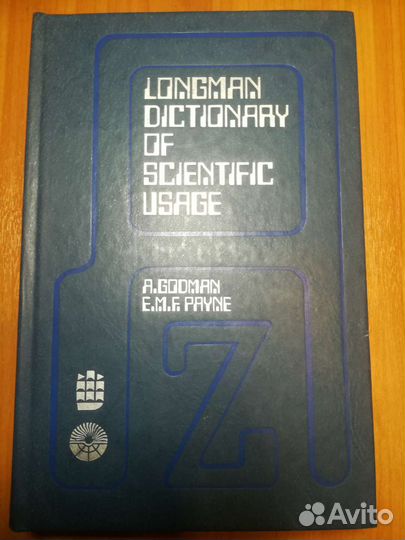 LONGMAN
DICTIONARY
OF
SCIENTIFIC
USAGE
A.GODMAN
E.M.F. PAYNE
Z
Avito